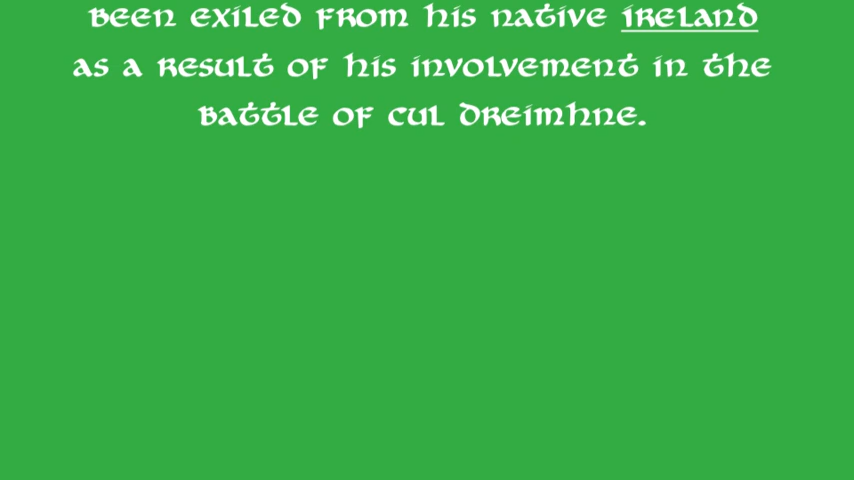 been exiled from his native Ireland
as a result of his involvement in the
Battle of Cul Dreimhne.